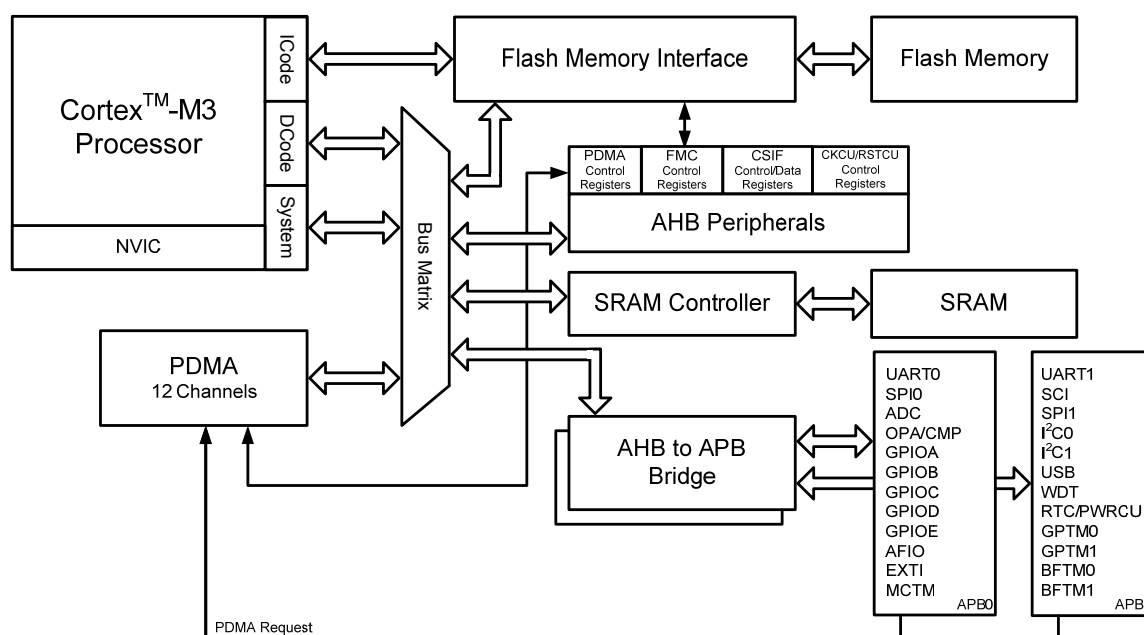 Cortex™-M3
Processor
NVIC
ICode
DCode
System
Flash Memory Interface
Flash Memory
Bus Matrix
PDMA
Control
Registers
FMC
Control
Registers
CSIF
Control/Data
Registers
CKCU/RSTCU
Control
Registers
AHB Peripherals
SRAM Controller
SRAM
PDMA
12 Channels
AHB to APB
Bridge
UART0
SPI0
ADC
OPA/CMP
GPIOA
GPIOB
GPIOC
GPIOD
GPIOE
AFIO
EXTI
MCTM
APB0
UART1
SCI
SPI1
I²C0
I²C1
USB
WDT
RTC/PWRCU
GPTM0
GPTM1
BFTM0
BFTM1
APB
PDMA Request